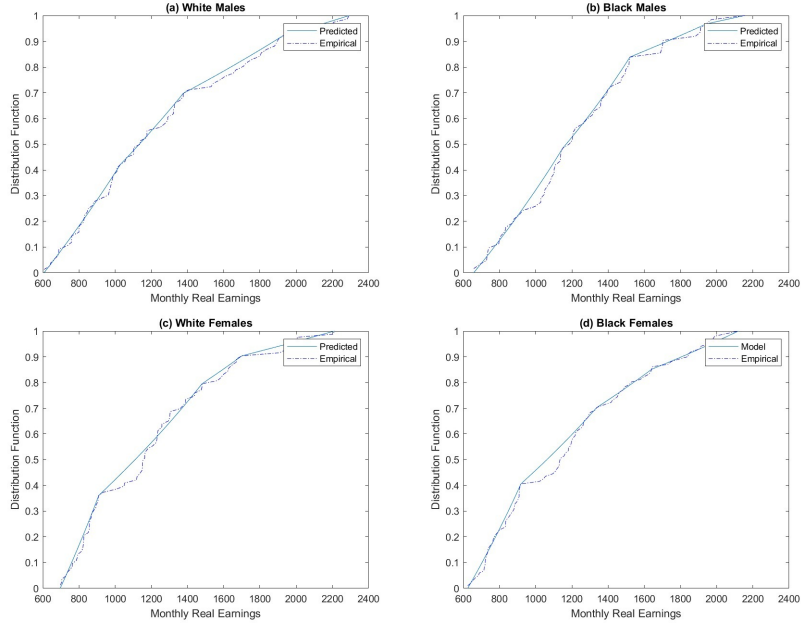 (a) White Males
1
0.9
0.8
0.7
0.6
0.5
0.4
0.3
0.2
0.1
0
Distribution Function
Predicted
Empirical
600 800 1000 1200 1400 1600 1800 2000 2200 2400
Monthly Real Earnings
(b) Black Males
1
0.9
0.8
0.7
0.6
0.5
0.4
0.3
0.2
0.1
0
Distribution Function
Predicted
Empirical
600 800 1000 1200 1400 1600 1800 2000 2200 2400
Monthly Real Earnings
(c) White Females
1
0.9
0.8
0.7
0.6
0.5
0.4
0.3
0.2
0.1
0
Distribution Function
Predicted
Empirical
600 800 1000 1200 1400 1600 1800 2000 2200 2400
Monthly Real Earnings
(d) Black Females
1
0.9
0.8
0.7
0.6
0.5
0.4
0.3
0.2
0.1
0
Distribution Function
Model
Empirical
600 800 1000 1200 1400 1600 1800 2000 2200 2400
Monthly Real Earnings